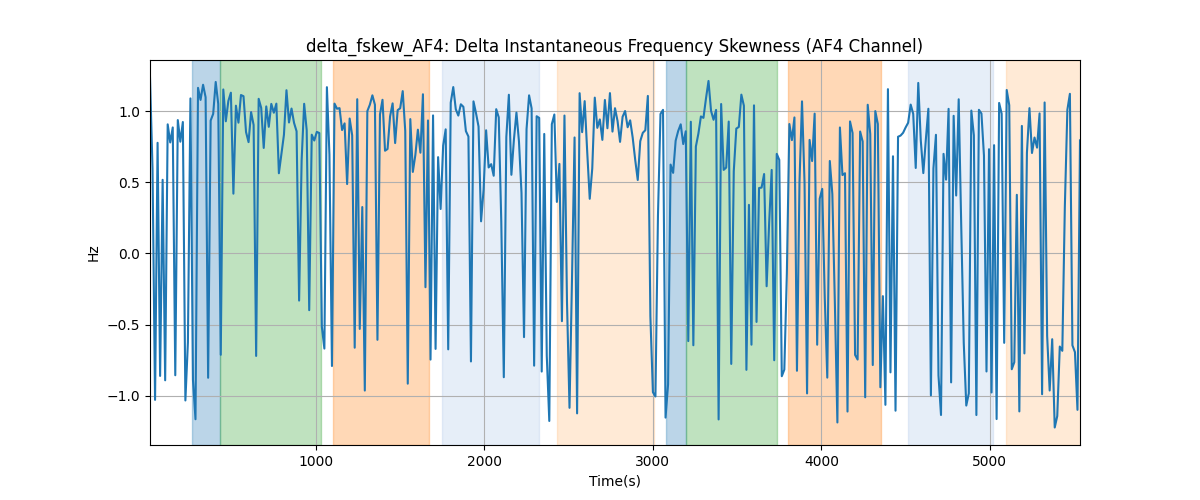 delta_fskew_AF4: Delta Instantaneous Frequency Skewness (AF4 Channel)
1.0
0.5
0.0
−0.5
−1.0
Hz
1000 2000 3000 4000 5000
Time(s)